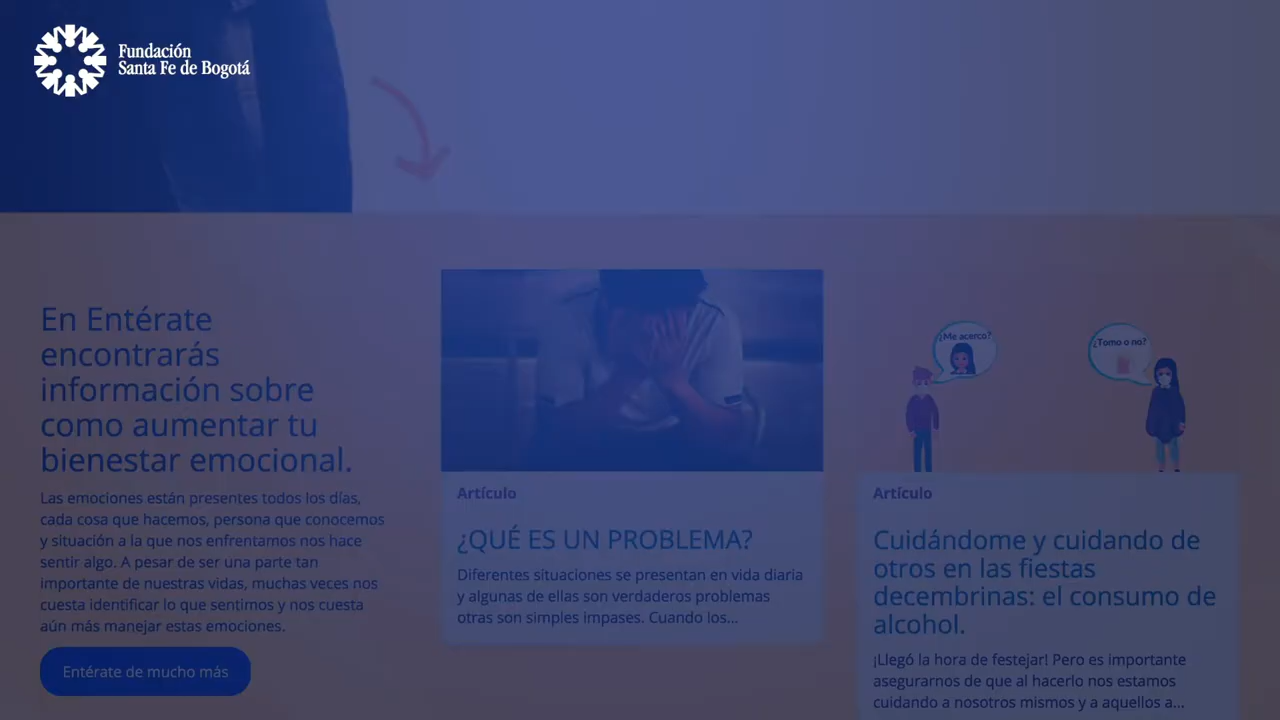 Fundación
Santa Fe de Bogotá
En Entérate
encontrarás
información sobre
como aumentar tu
bienestar emocional.
Las emociones están presentes todos los días,
cada cosa que hacemos, persona que conocemos
y situación a la que nos enfrentamos nos hace
sentir algo. A pesar de ser una parte tan
importante de nuestras vidas, muchas veces nos
cuesta identificar lo que sentimos y nos cuesta
aún más manejar estas emociones.
Entérate de mucho más
Artículo
¿QUÉ ES UN PROBLEMA?
Diferentes situaciones se presentan en vida diaria
y algunas de ellas son verdaderos problemas
otras son simples impases. Cuando los...
¿Me acerco?
¿Tomo o no?
Artículo
Cuidándome y cuidando de
otros en las fiestas
decembrinas: el consumo de
alcohol.
¡Llegó la hora de festejar! Pero es importante
asegurarnos de que al hacerlo nos estamos
cuidando a nosotros mismos y a aquellos a...